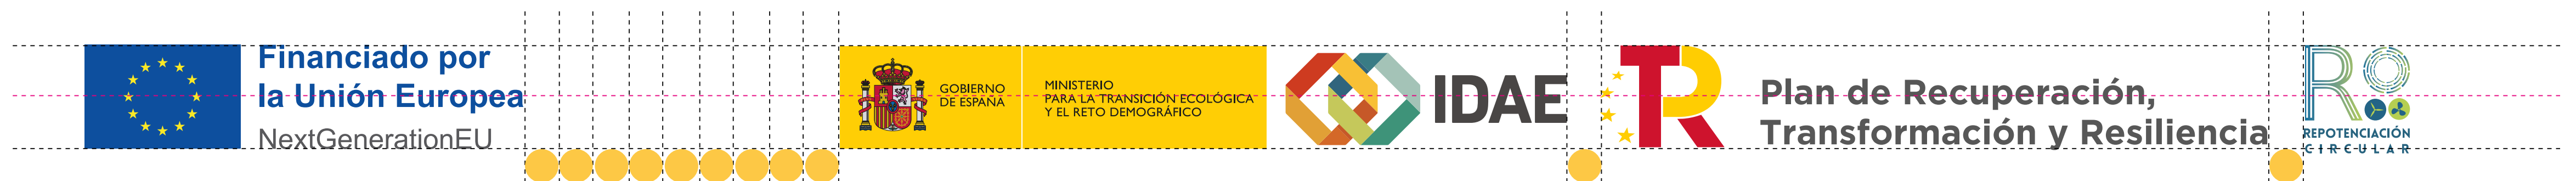 Financiado por
la Unión Europea
NextGenerationEU
GOBIERNO
DE ESPAÑA
MINISTERIO
PARA LA TRANSICIÓN ECOLÓGICA
Y EL RETO DEMOGRÁFICO
IDAE
TR
Plan de Recuperación,
Transformación y Resiliencia
R
REPOTENCIACIÓN
CIRCULAR